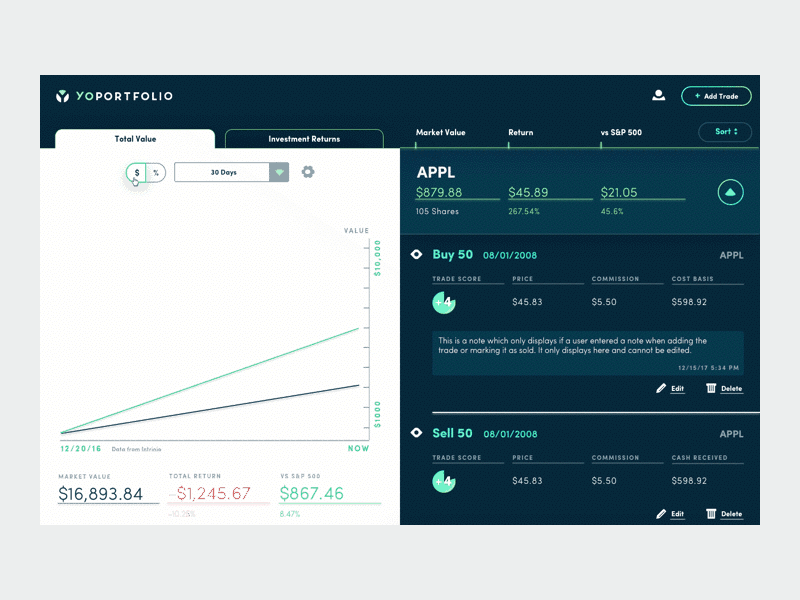 YOPORTFOLIO
+ Add Trade
Total Value
Investment Returns
$ %
30 Days
VALUE
$10,000
$1000
12/20/16 Data from Intrinio NOW
MARKET VALUE
$16,893.84
TOTAL RETURN
-$1,245.67
-10.25%
VS S&P 500
$867.46
8.47%
Market Value Return vs S&P 500 Sort
APPL
$879.88 $45.89 $21.05
105 Shares 267.54% 45.6%
Buy 50 08/01/2008 APPL
TRADE SCORE PRICE COMMISSION COST BASIS
+4 $45.83 $5.50 $598.92
This is a note which only displays if a user entered a note when adding the
trade or marking it as sold. It only displays here and cannot be edited.
12/15/17 5:34 PM
Edit Delete
Sell 50 08/01/2008 APPL
TRADE SCORE PRICE COMMISSION CASH RECEIVED
+4 $45.83 $5.50 $598.92
Edit Delete